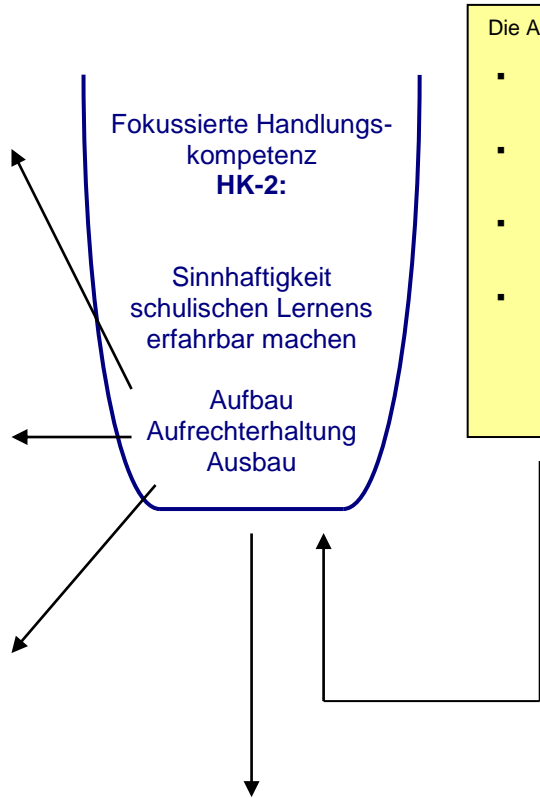 Die A
Fokussierte Handlungs-
kompetenz
HK-2:
Sinnhaftigkeit
schulischen Lernens
erfahrbar machen
Aufbau
Aufrechterhaltung
Ausbau